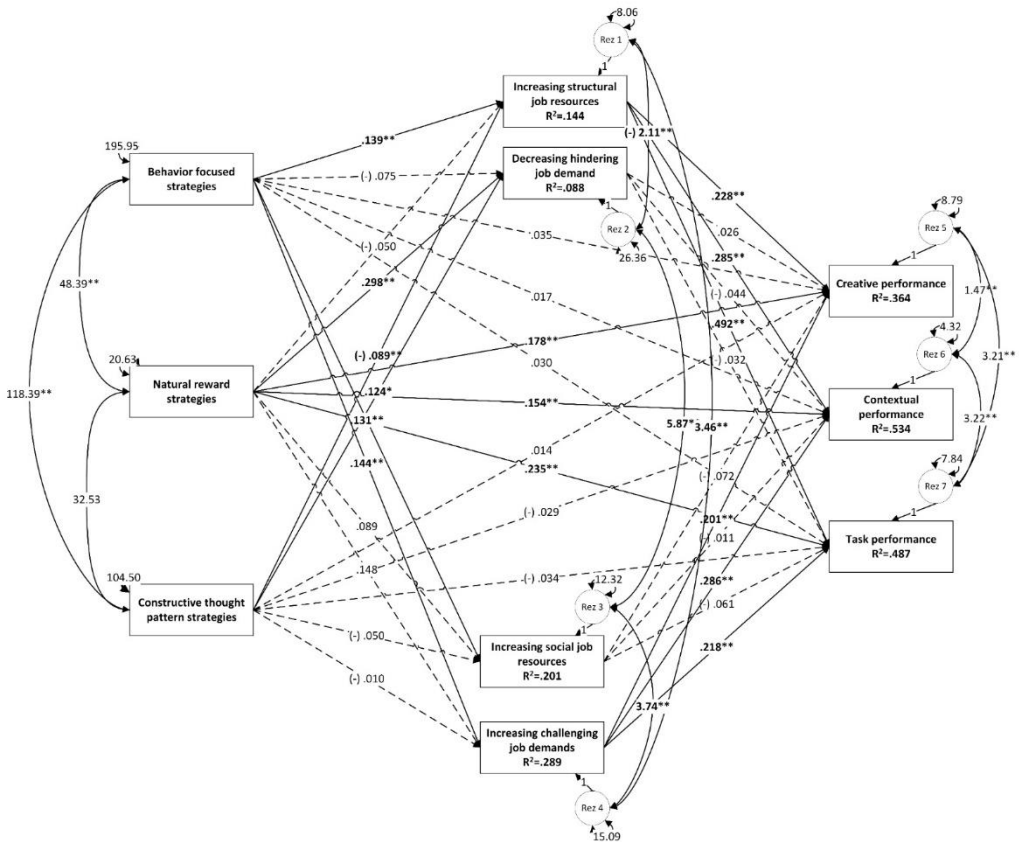 8.06
Rez 1
1
Increasing structural
job resources
R²=.144
(-) 2.11**
.139**
195.95
Behavior focused
strategies
Decreasing hindering
job demand
R²=.088
(-) .075
1
Rez 2
26.36
.228**
8.79
Rez 5
1
(-) .050
.035
.026
.285**
Creative performance
R²=.364
1.47**
48.39**
.298**
.017
(-) .044
4.32
Rez 6
1
3.21**
.492**
.178**
(-) .032
20.63
Natural reward
strategies
(-) .089**
.030
118.39**
.124*
.154**
Contextual
performance
R²=.534
3.22**
.131**
5.87*
3.46**
7.84
Rez 7
1
.144**
.014
.235**
(-) .072
32.53
.089
(-) .029
.201**
(-) .011
Task performance
R²=.487
.148
104.50
Constructive thought
pattern strategies
(-) .034
12.32
Rez 3
1
.286**
(-) .061
(-) .050
Increasing social job
resources
R²=.201
.218**
(-) .010
3.74**
Increasing challenging
job demands
R²=.289
1
Rez 4
15.09